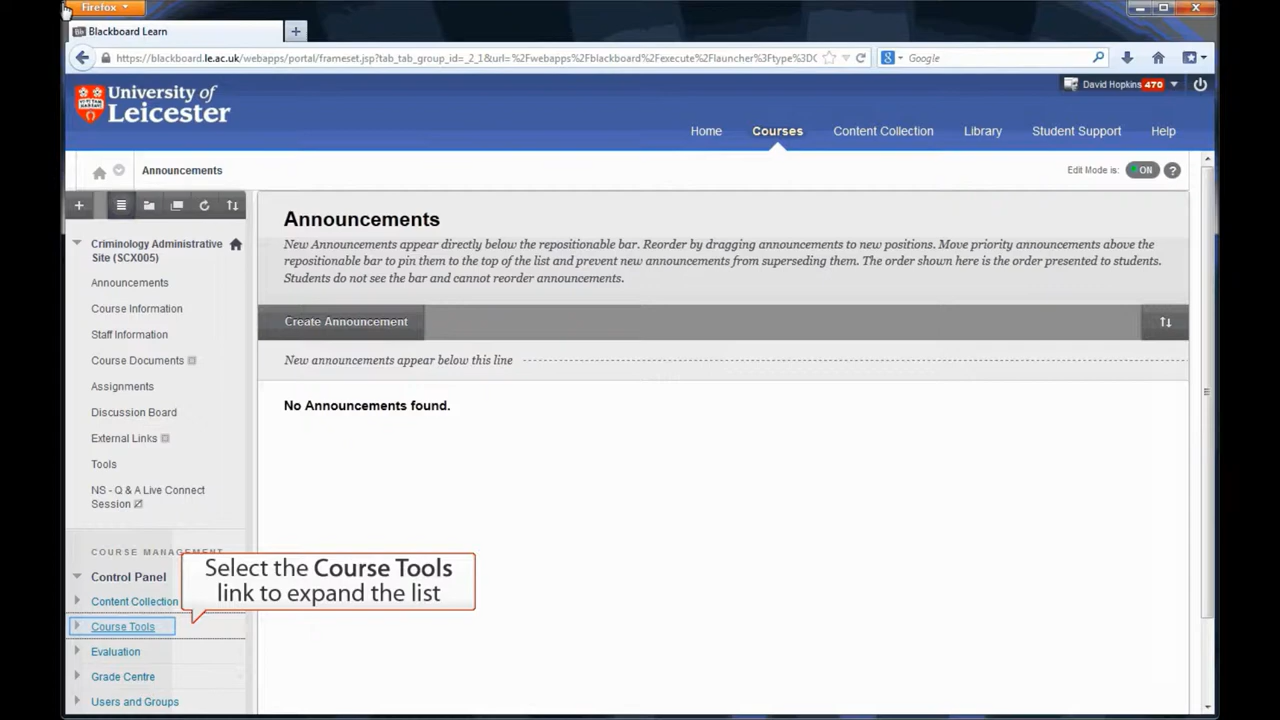 Firefox
Blackboard Learn
https://blackboard.le.ac.uk/webapps/portal/frameset.jsp?tab_tab_group_id=_2_1&url=%2Fwebapps%2Fblackboard%2Fexecute%2Flauncher%3Ftype%3DC
Google
David Hopkins 470
University of
Leicester
Home Courses Content Collection Library Student Support Help
Announcements
Edit Mode is: ON ?
Announcements
New Announcements appear directly below the repositionable bar. Reorder by dragging announcements to new positions. Move priority announcements above the
repositionable bar to pin them to the top of the list and prevent new announcements from superseding them. The order shown here is the order presented to students.
Students do not see the bar and cannot reorder announcements.
Create Announcement
New announcements appear below this line
No Announcements found.
Criminology Administrative
Site (SCX005)
Announcements
Course Information
Staff Information
Course Documents
Assignments
Discussion Board
External Links
Tools
NS - Q & A Live Connect
Session
COURSE MANAGEMENT
Control Panel
Content Collection
Course Tools
Evaluation
Grade Centre
Users and Groups
Select the Course Tools
link to expand the list